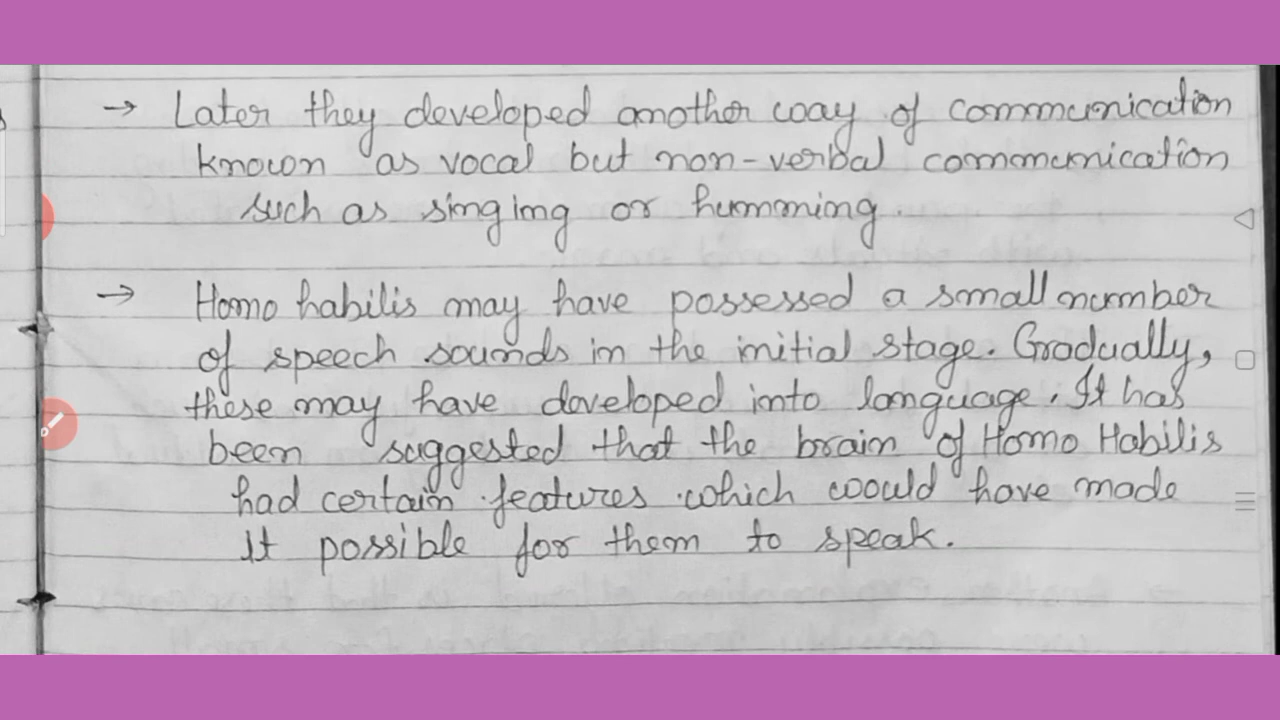 → Later they developed another way of communication
known as vocal but non-verbal communication
such as singing or humming.
→ Homo habilis may have possessed a small number
of speech sounds in the initial stage. Gradually,
these may have developed into language. It has
been suggested that the brain of Homo Habilis
had certain features which would have made
It possible for them to speak.